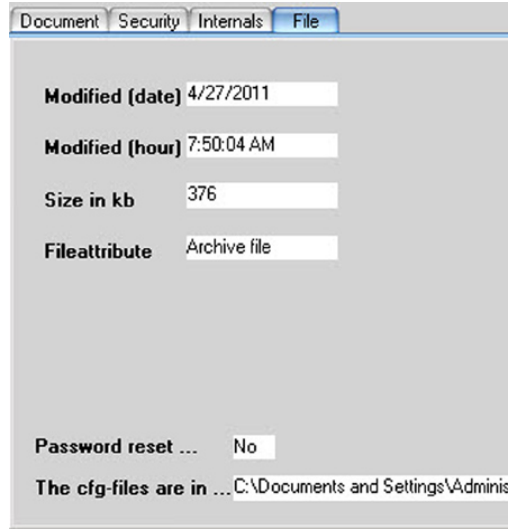 Document Security Internals File
Modified (date) 4/27/2011
Modified (hour) 7:50:04 AM
Size in kb 376
Fileattribute Archive file
Password reset ... No
The cfg-files are in ... C:\Documents and Settings\Adminis